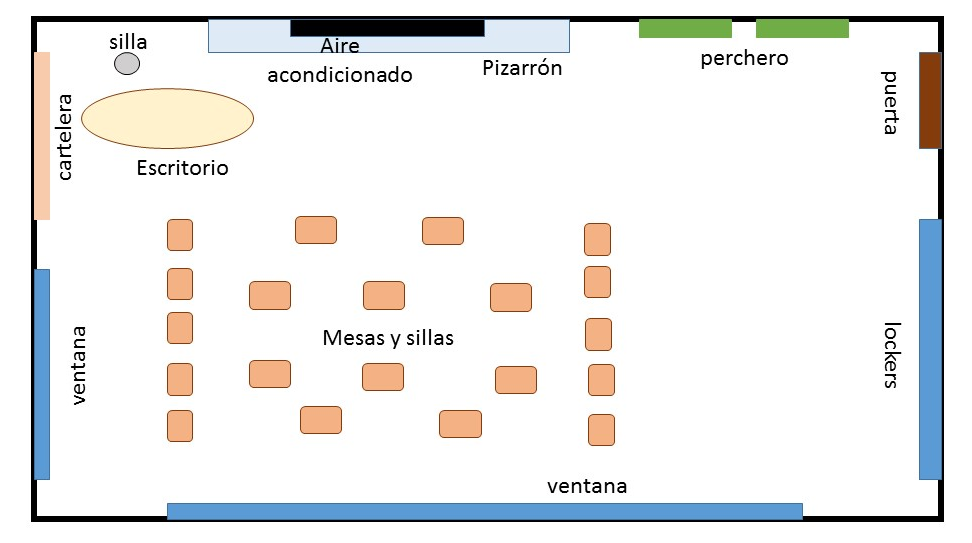 silla
Aire
acondicionado
Pizarrón
perchero
puerta
cartelera
Escritorio
Mesas y sillas
ventana
lockers
ventana